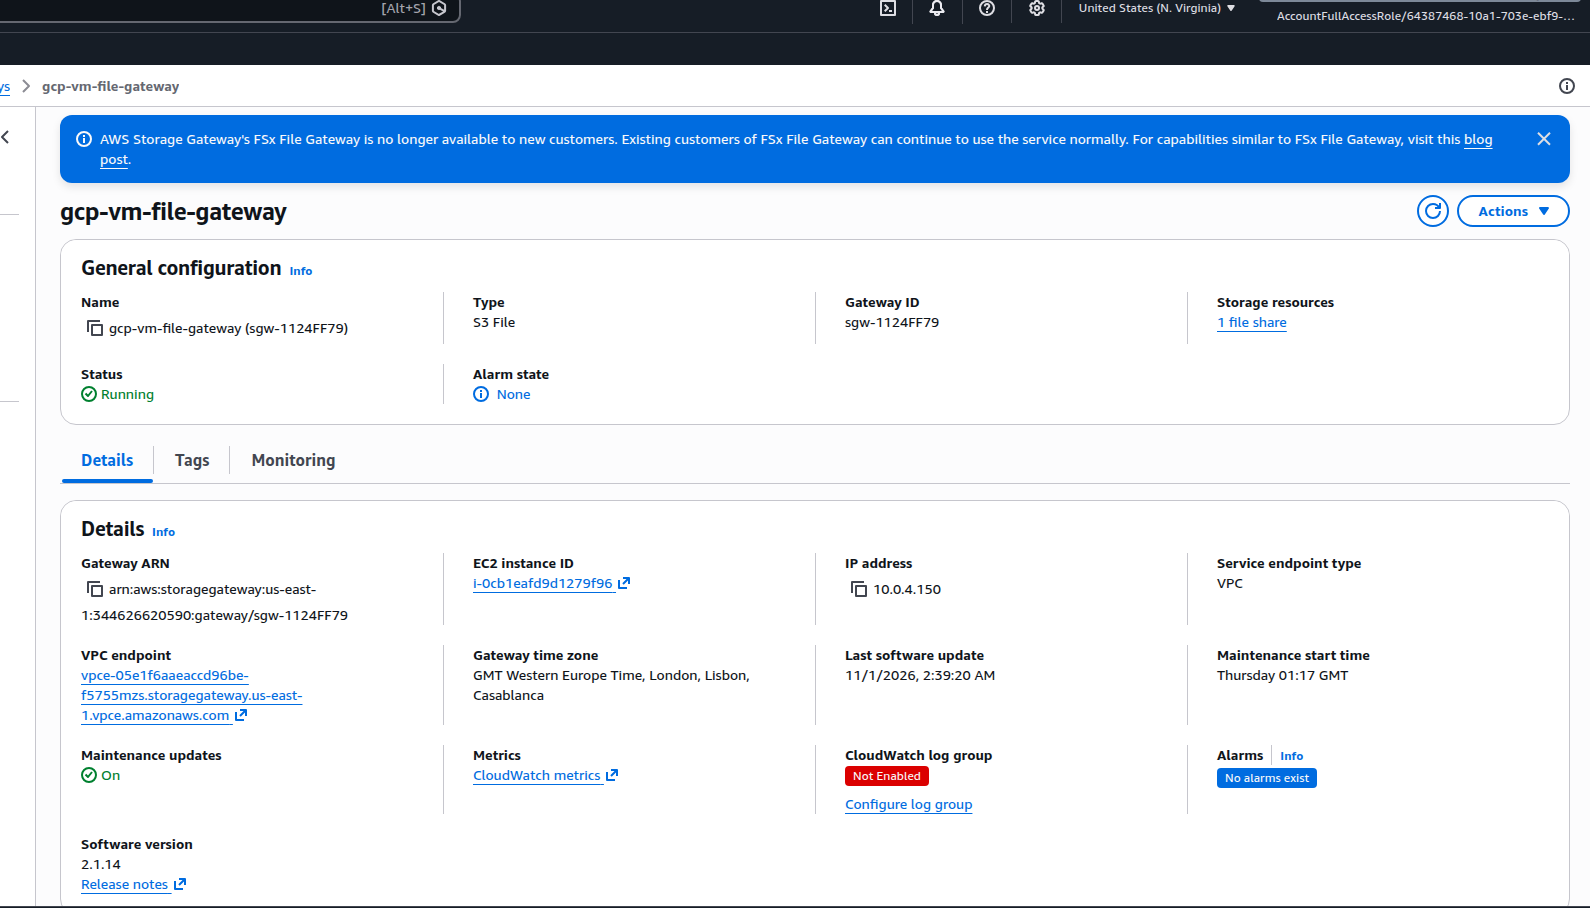 [Alt+S]
United States (N. Virginia)
AccountFullAccessRole/64387468-10a1-703e-ebf9-...
ys > gcp-vm-file-gateway
AWS Storage Gateway's FSx File Gateway is no longer available to new customers. Existing customers of FSx File Gateway can continue to use the service normally. For capabilities similar to FSx File Gateway, visit this blog
post.
gcp-vm-file-gateway
Actions
General configuration Info
Name
gcp-vm-file-gateway (sgw-1124FF79)
Type
S3 File
Gateway ID
sgw-1124FF79
Storage resources
1 file share
Status
Running
Alarm state
None
Details
Tags
Monitoring
Details Info
Gateway ARN
arn:aws:storagegateway:us-east-
1:344626620590:gateway/sgw-1124FF79
EC2 instance ID
i-0cb1eafd9d1279f96
IP address
10.0.4.150
Service endpoint type
VPC
VPC endpoint
vpce-05e1f6aaeaccd96be-
f5755mzs.storagegateway.us-east-
1.vpce.amazonaws.com
Gateway time zone
GMT Western Europe Time, London, Lisbon,
Casablanca
Last software update
11/1/2026, 2:39:20 AM
Maintenance start time
Thursday 01:17 GMT
Maintenance updates
On
Metrics
CloudWatch metrics
CloudWatch log group
Not Enabled
Configure log group
Alarms Info
No alarms exist
Software version
2.1.14
Release notes